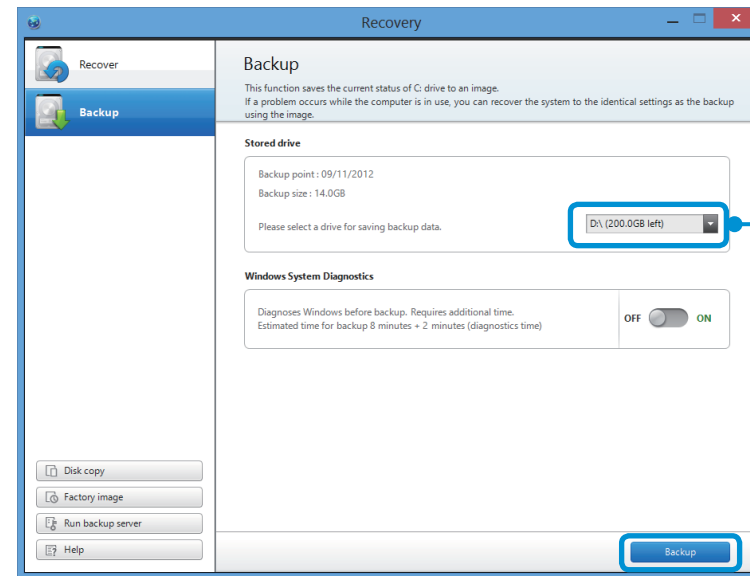 Recovery
Recover
Backup
Backup
This function saves the current status of C: drive to an image.
If a problem occurs while the computer is in use, you can recover the system to the identical settings as the backup
using the image.
Stored drive
Backup point : 09/11/2012
Backup size : 14.0GB
Please select a drive for saving backup data.
D:\ (200.0GB left)
Windows System Diagnostics
Diagnoses Windows before backup. Requires additional time.
Estimated time for backup 8 minutes + 2 minutes (diagnostics time)
OFF ON
Disk copy
Factory image
Run backup server
Help
Backup